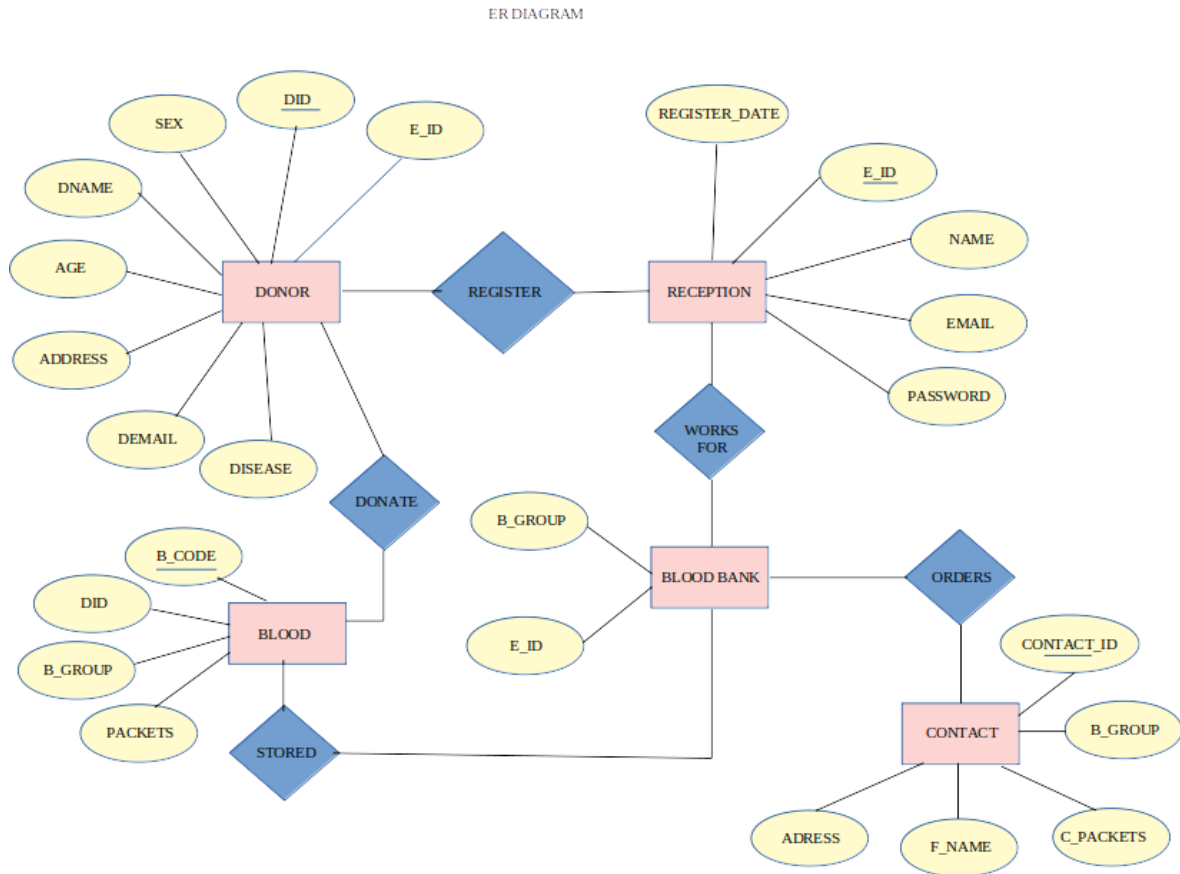 ER DIAGRAM
DID
REGISTER_DATE
SEX
E_ID
E_ID
DNAME
NAME
AGE
DONOR
REGISTER
RECEPTION
EMAIL
ADDRESS
PASSWORD
DEMAIL
WORKS
FOR
DISEASE
DONATE
B_GROUP
B_CODE
BLOOD BANK
ORDERS
DID
BLOOD
E_ID
CONTACT_ID
B_GROUP
PACKETS
STORED
CONTACT
B_GROUP
ADRESS
F_NAME
C_PACKETS